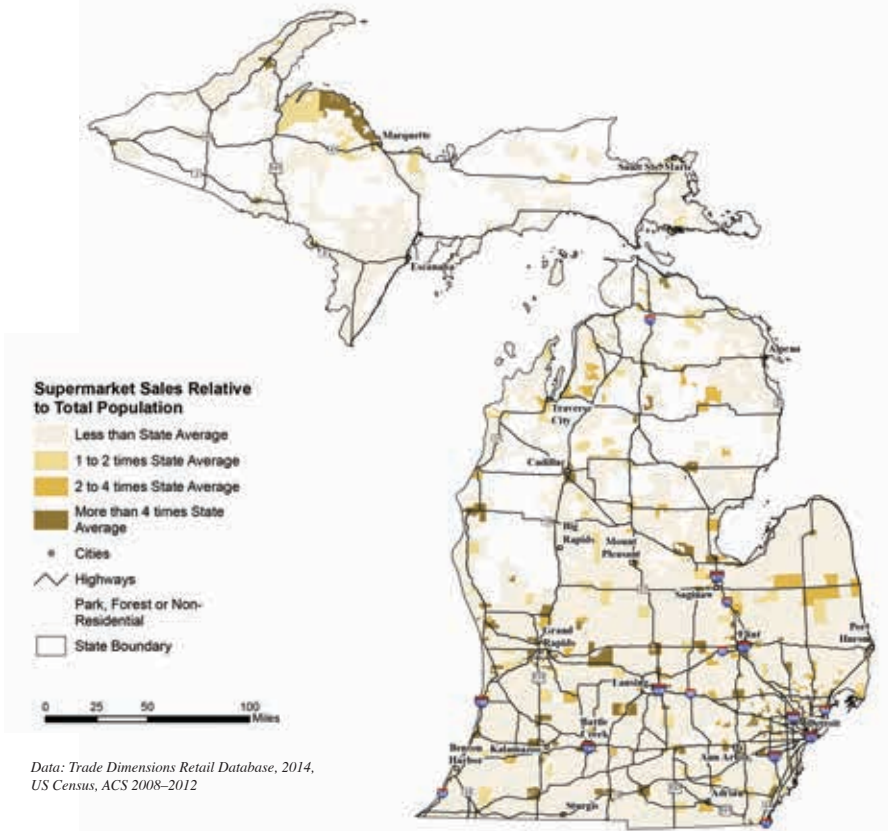 Marquette
Sault Ste. Marie
Escanaba
Alpena
Traverse
City
Cadillac
Big
Rapids
Mount
Pleasant
Saginaw
Grand
Rapids
Flint
Port
Huron
Lansing
Detroit
Battle
Creek
Benton
Harbor
Kalamazoo
Ann Arbor
Adrian
Sturgis
Supermarket Sales Relative
to Total Population
Less than State Average
1 to 2 times State Average
2 to 4 times State Average
More than 4 times State
Average
Cities
Highways
Park, Forest or Non-
Residential
State Boundary
0 25 50 100
Miles
Data: Trade Dimensions Retail Database, 2014,
US Census, ACS 2008–2012